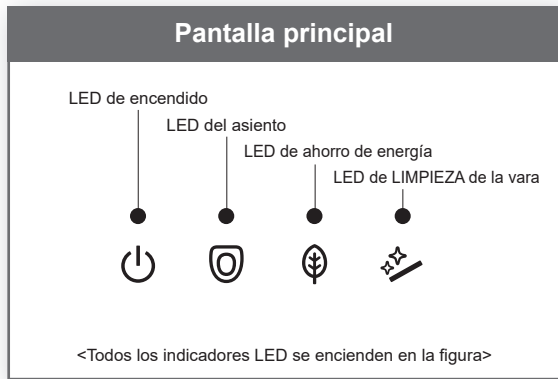 Pantalla principal
LED de encendido
LED del asiento
LED de ahorro de energía
LED de LIMPIEZA de la vara
<Todos los indicadores LED se encienden en la figura>